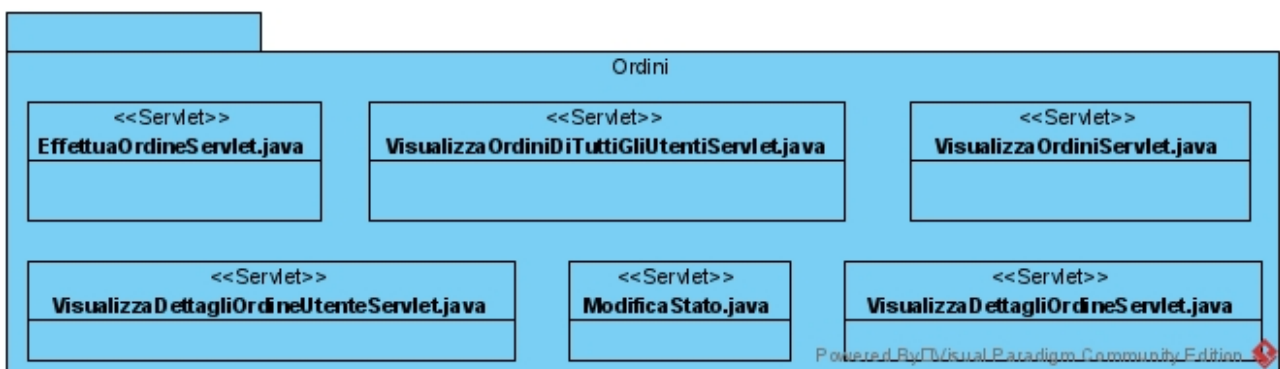 Ordini
<<Servlet>>
EffettuaOrdineServlet.java
<<Servlet>>
VisualizzaOrdiniDiTuttiGliUtentiServlet.java
<<Servlet>>
VisualizzaOrdiniServlet.java
<<Servlet>>
VisualizzaDettagliOrdineUtenteServlet.java
<<Servlet>>
ModificaStato.java
<<Servlet>>
VisualizzaDettagliOrdineServlet.java
Powered By Visual Paradigm Community Edition